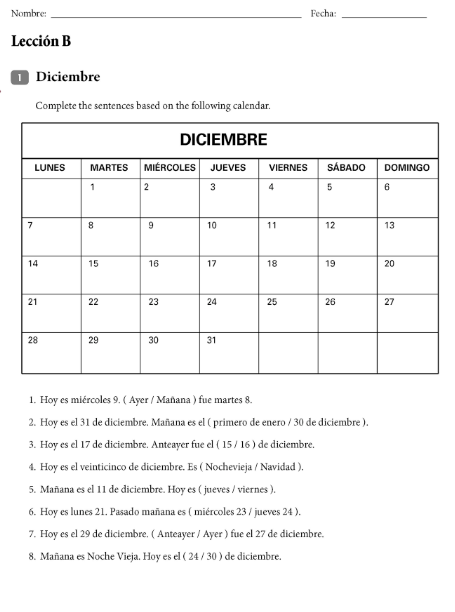 Nombre: Fecha:
Lección B
1 Diciembre
Complete the sentences based on the following calendar.
DICIEMBRE
LUNES MARTES MIÉRCOLES JUEVES VIERNES SÁBADO DOMINGO
1 2 3 4 5 6
7 8 9 10 11 12 13
14 15 16 17 18 19 20
21 22 23 24 25 26 27
28 29 30 31
1. Hoy es miércoles 9. ( Ayer / Mañana ) fue martes 8.
2. Hoy es el 31 de diciembre. Mañana es el ( primero de enero / 30 de diciembre ).
3. Hoy es el 17 de diciembre. Anteayer fue el ( 15 / 16 ) de diciembre.
4. Hoy es el veinticinco de diciembre. Es ( Nochevieja / Navidad ).
5. Mañana es el 11 de diciembre. Hoy es ( jueves / viernes ).
6. Hoy es lunes 21. Pasado mañana es ( miércoles 23 / jueves 24 ).
7. Hoy es el 29 de diciembre. ( Anteayer / Ayer ) fue el 27 de diciembre.
8. Mañana es Noche Vieja. Hoy es el ( 24 / 30 ) de diciembre.